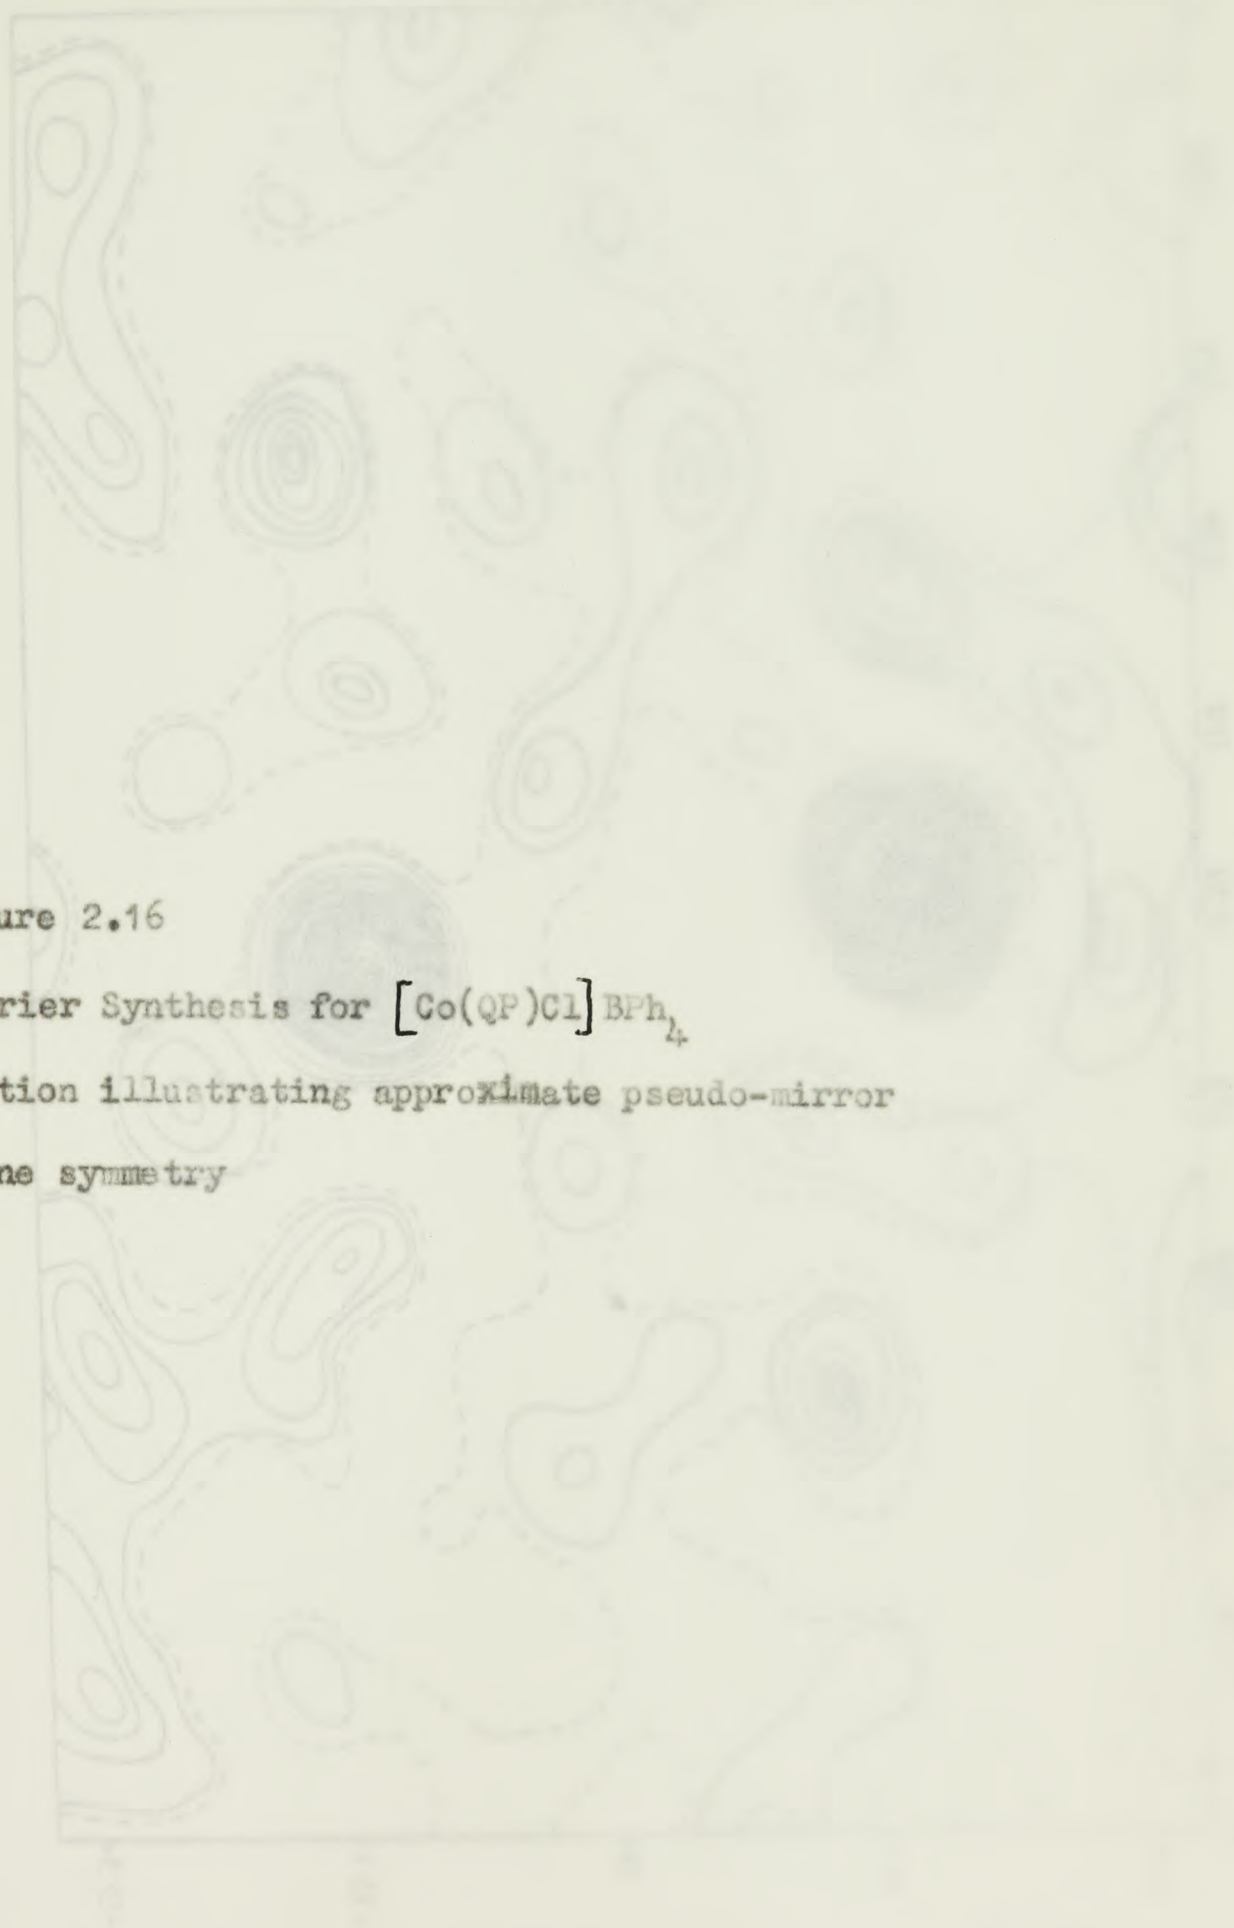 ure 2.16
rier Synthesis for [Co(QP)Cl]BPh₄
tion illustrating approximate pseudo-mirror
ne symmetry